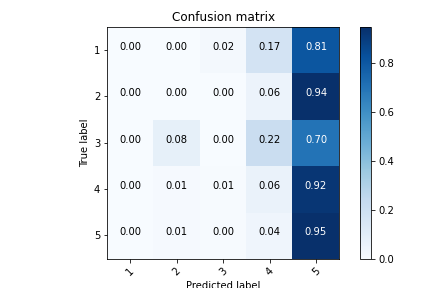 Confusion matrix
1 0.00 0.00 0.02 0.17 0.81
2 0.00 0.00 0.00 0.06 0.94
3 0.00 0.08 0.00 0.22 0.70
4 0.00 0.01 0.01 0.06 0.92
5 0.00 0.01 0.00 0.04 0.95
True label
1 2 3 4 5
Predicted label
0.8
0.6
0.4
0.2
0.0